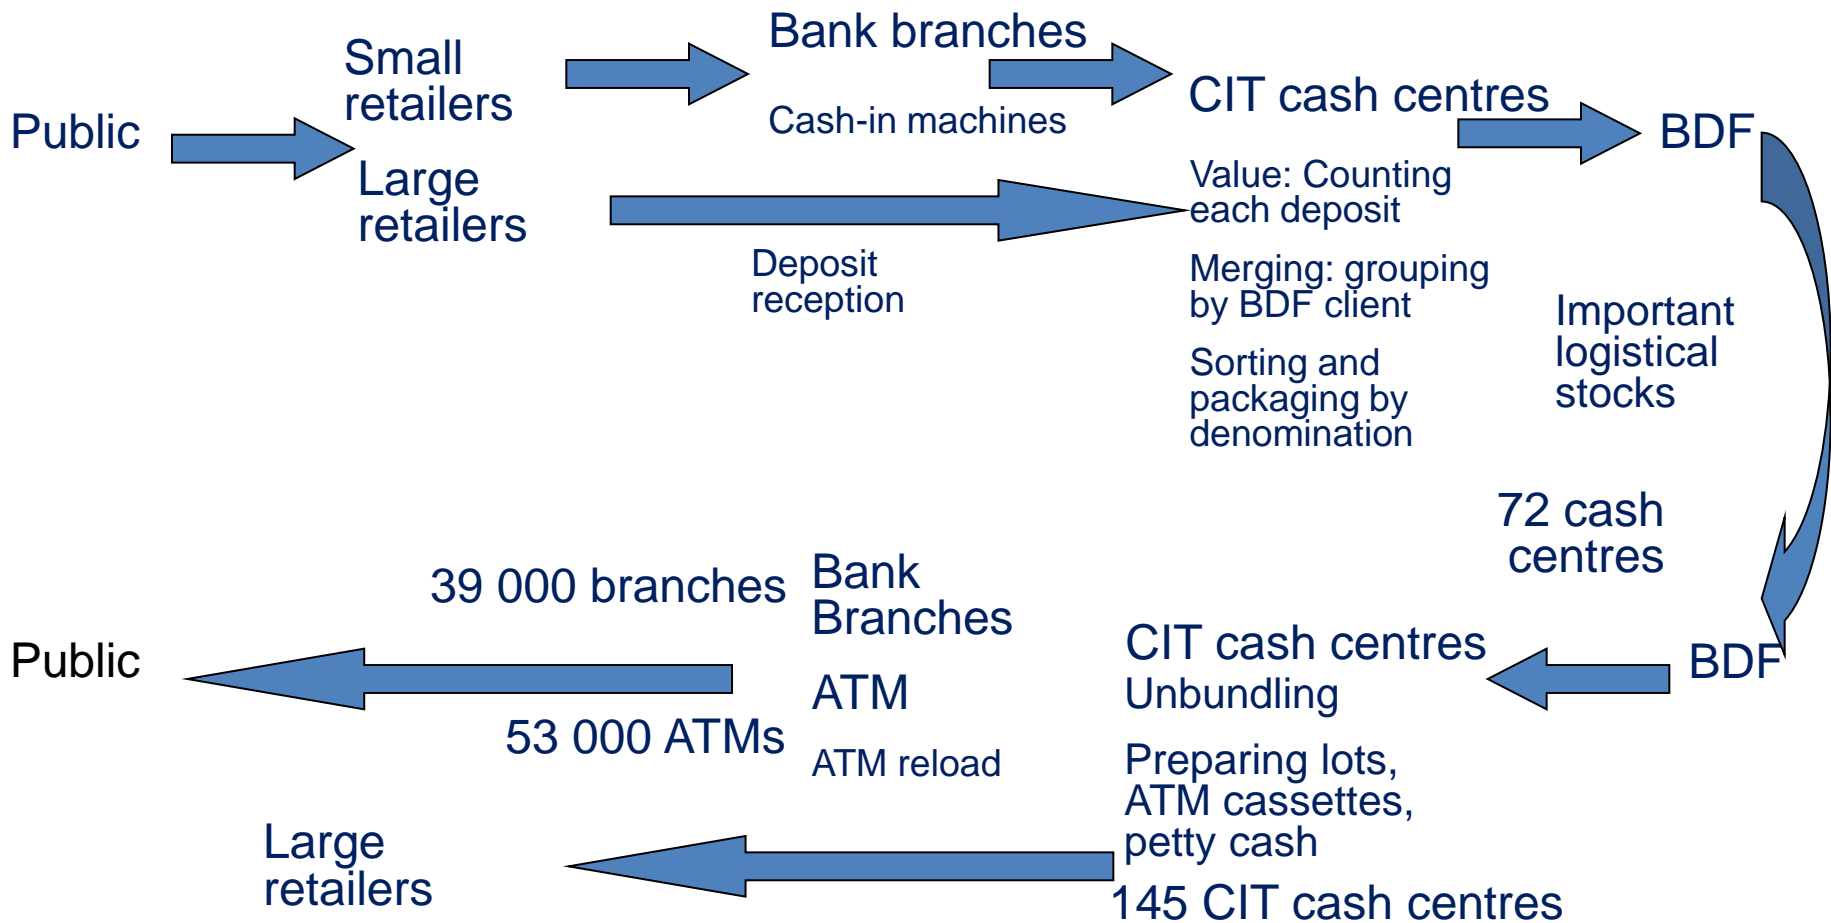 Public
Small
retailers
Large
retailers
Bank branches
Cash-in machines
Deposit
reception
CIT cash centres
Value: Counting
each deposit
Merging: grouping
by BDF client
Sorting and
packaging by
denomination
BDF
Important
logistical
stocks
72 cash
centres
BDF
CIT cash centres
Unbundling
Preparing lots,
ATM cassettes,
petty cash
145 CIT cash centres
Bank
Branches
ATM
ATM reload
39 000 branches
53 000 ATMs
Public
Large
retailers